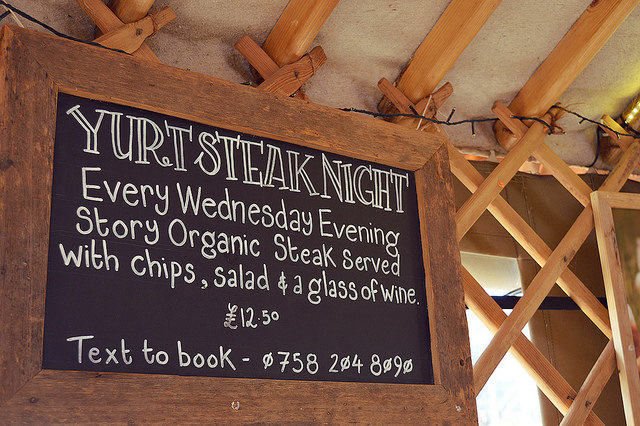 YURT STEAK NIGHT
Every Wednesday Evening
Story Organic Steak Served
with chips, salad & a glass of wine.
£12.50
Text to book - 0758 204 8090